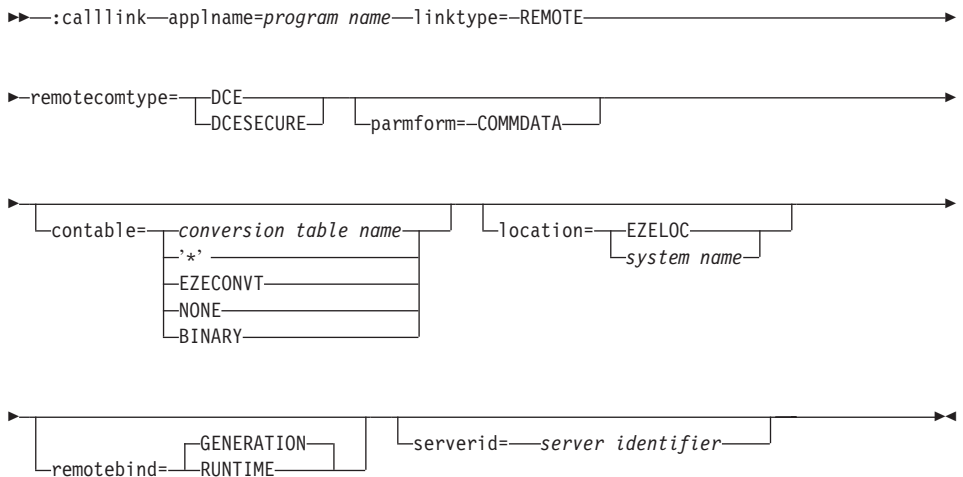 :calllink applname=program name linktype= REMOTE
remotecomtype= DCE
DCESECURE
parmform= COMMDATA
contable= conversion table name
'*'
EZECONVT
NONE
BINARY
location= EZELOC
system name
GENERATION
remotebind= RUNTIME
serverid= server identifier